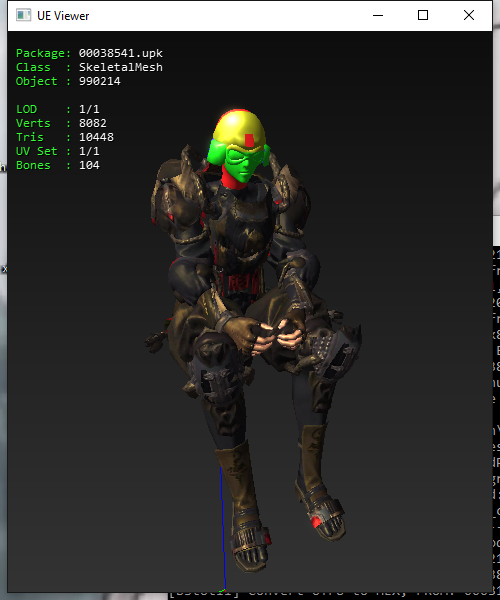 UE Viewer
Package: 00038541.upk
Class : SkeletalMesh
Object : 990214
LOD : 1/1
Verts : 8082
Tris : 10448
UV Set : 1/1
Bones : 104